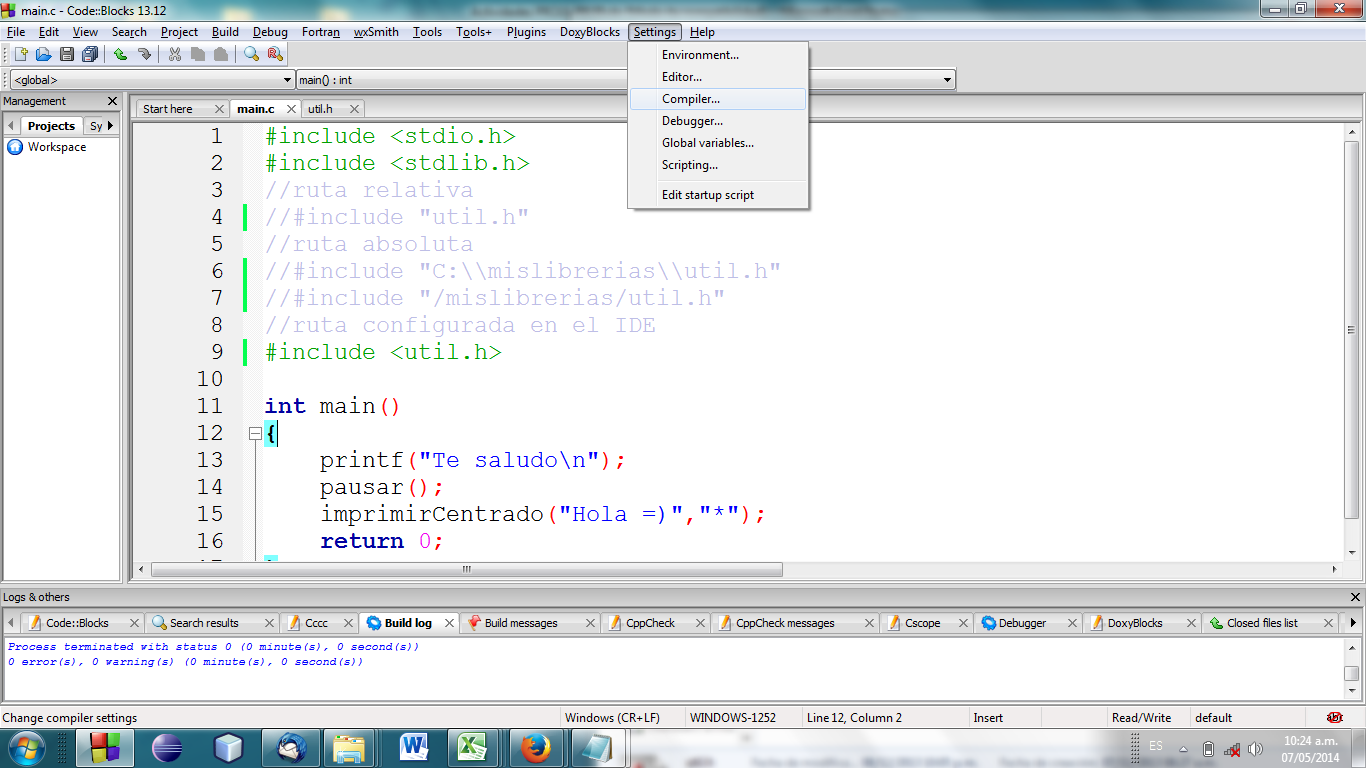 main.c - Code::Blocks 13.12
File Edit View Search Project Build Debug Fortran wxSmith Tools Tools+ Plugins DoxyBlocks Settings Help
Environment...
Editor...
Compiler...
Debugger...
Global variables...
Scripting...
Edit startup script
<global> main() : int
Management
Projects Sy
Workspace
Start here main.c util.h
1 #include <stdio.h>
2 #include <stdlib.h>
3 //ruta relativa
4 //#include "util.h"
5 //ruta absoluta
6 //#include "C:\\mislibrerias\\util.h"
7 //#include "/mislibrerias/util.h"
8 //ruta configurada en el IDE
9 #include <util.h>
10
11 int main()
12 {
13 printf("Te saludo\n");
14 pausar();
15 imprimirCentrado("Hola =)","*");
16 return 0;
Logs & others
Code::Blocks Search results Cccc Build log Build messages CppCheck CppCheck messages Cscope Debugger DoxyBlocks Closed files list
Process terminated with status 0 (0 minute(s), 0 second(s))
0 error(s), 0 warning(s) (0 minute(s), 0 second(s))
Change compiler settings Windows (CR+LF) WINDOWS-1252 Line 12, Column 2 Insert Read/Write default abc
ES 10:24 a.m.
07/05/2014